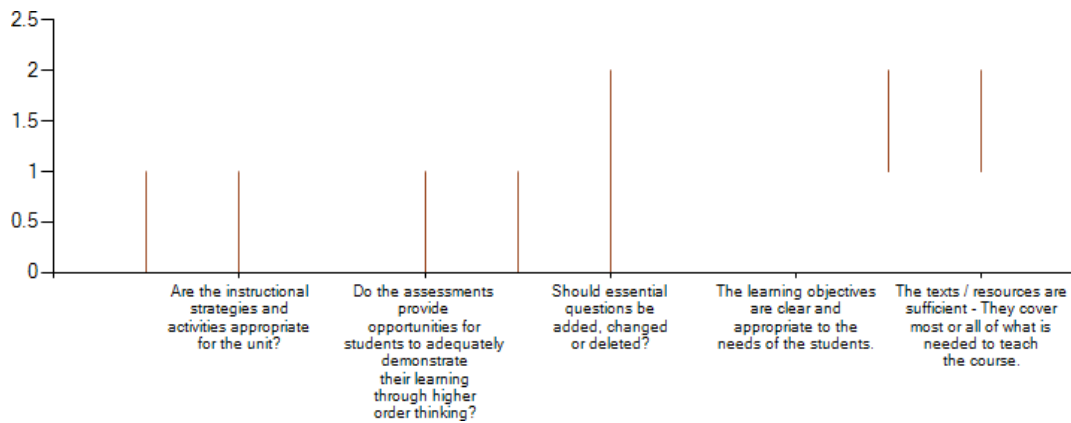 2.5
2
1.5
1
0.5
0
Are the instructional
strategies and
activities appropriate
for the unit?
Do the assessments
provide
opportunities for
students to adequately
demonstrate
their learning
through higher
order thinking?
Should essential
questions be
added, changed
or deleted?
The learning objectives
are clear and
appropriate to the
needs of the students.
The texts / resources are
sufficient - They cover
most or all of what is
needed to teach
the course.